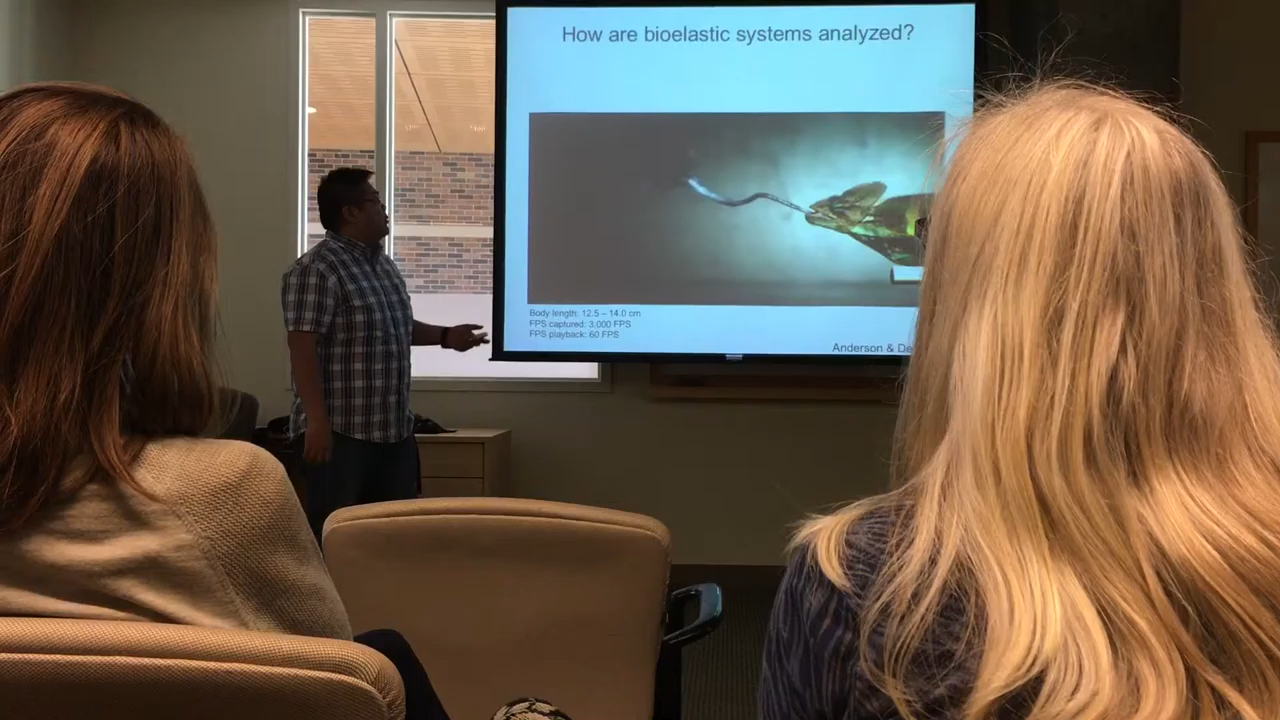 How are bioelastic systems analyzed?
Body length: 12.5 – 14.0 cm
FPS captured: 3,000 FPS
FPS playback: 60 FPS
Anderson & De